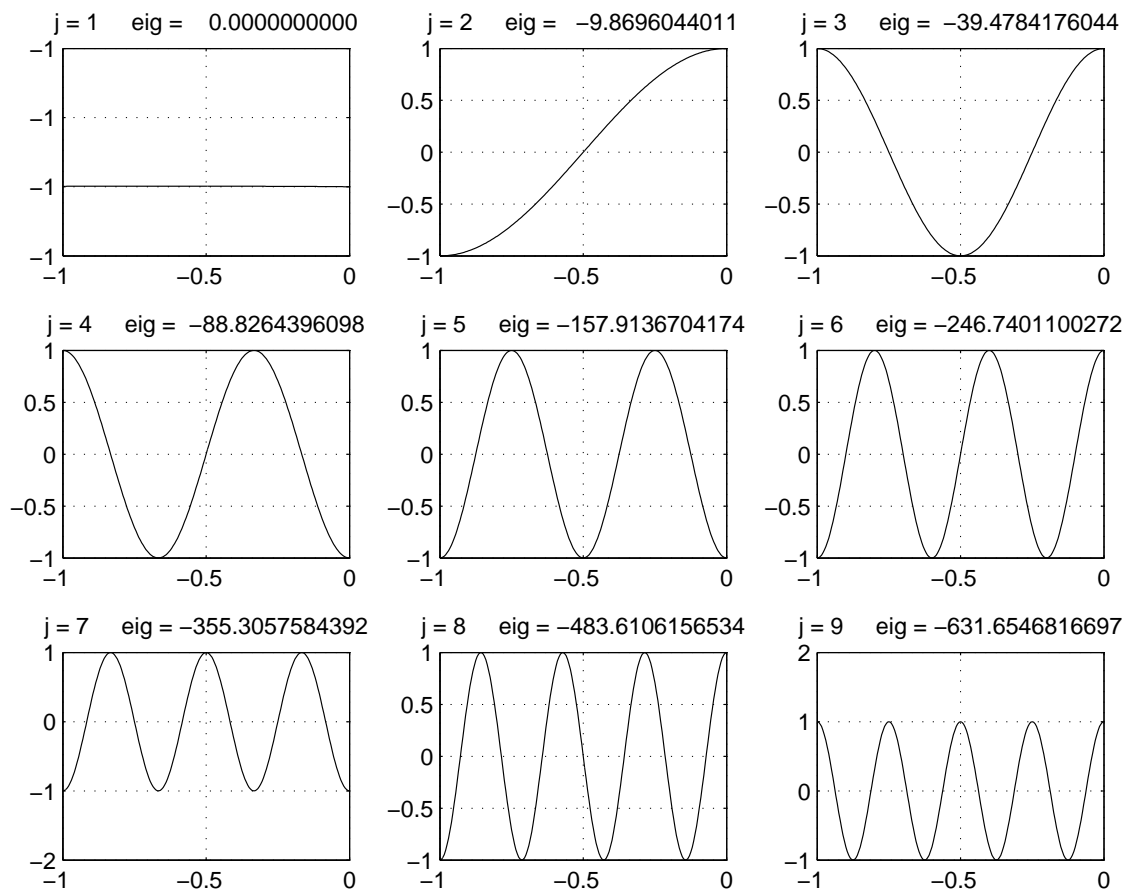 j = 1 eig = 0.0000000000
−1
−1
−1
−1
−1 −0.5 0
j = 2 eig = −9.8696044011
1
0.5
0
−0.5
−1
−1 −0.5 0
j = 3 eig = −39.4784176044
1
0.5
0
−0.5
−1
−1 −0.5 0
j = 4 eig = −88.8264396098
1
0.5
0
−0.5
−1
−1 −0.5 0
j = 5 eig = −157.9136704174
1
0.5
0
−0.5
−1
−1 −0.5 0
j = 6 eig = −246.7401100272
1
0.5
0
−0.5
−1
−1 −0.5 0
j = 7 eig = −355.3057584392
1
0
−1
−2
−1 −0.5 0
j = 8 eig = −483.6106156534
1
0.5
0
−0.5
−1
−1 −0.5 0
j = 9 eig = −631.6546816697
2
1
0
−1
−1 −0.5 0